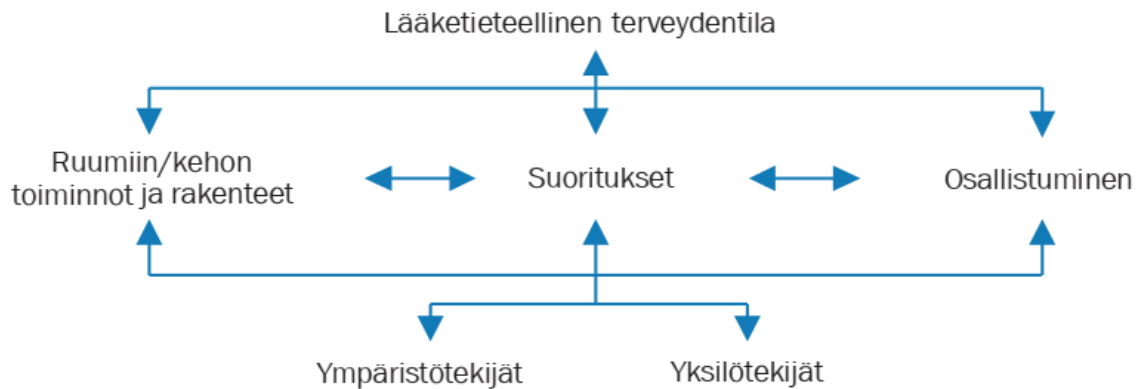 Lääketieteellinen terveydentila
Ruumiin/kehon
toiminnot ja rakenteet
Suoritukset
Osallistuminen
Ympäristötekijät
Yksilötekijät